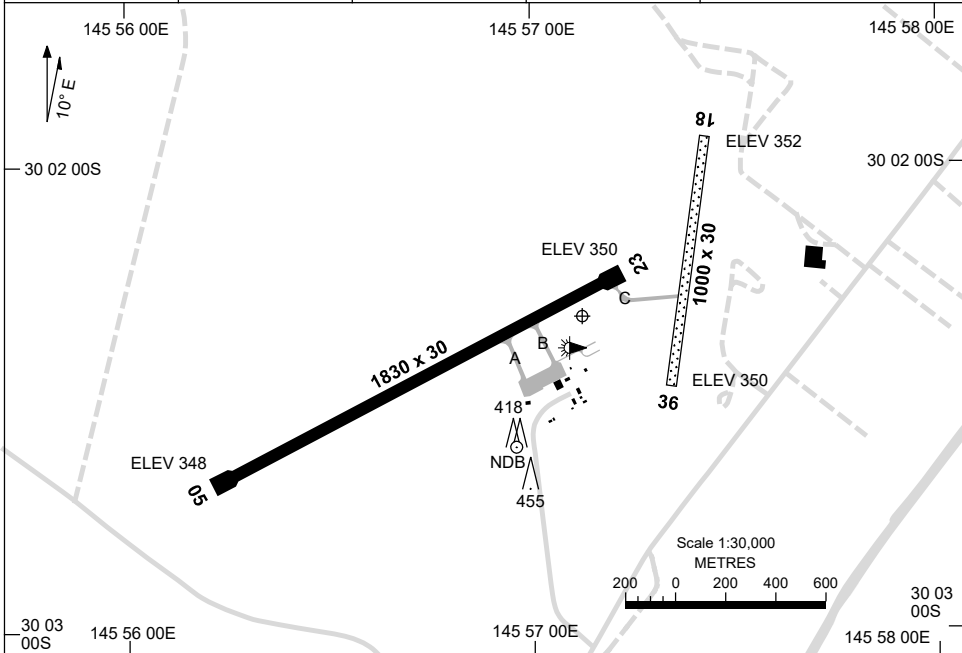 145 56 00E
145 57 00E
145 58 00E
10° E
18
ELEV 352
30 02 00S
30 02 00S
ELEV 350
23
1000 x 30
C
B
A
1830 x 30
ELEV 350
36
418
ELEV 348
NDB
05
455
Scale 1:30,000
METRES
200 0 200 400 600
30 03
00S
30 03
00S
145 56 00E
145 57 00E
145 58 00E